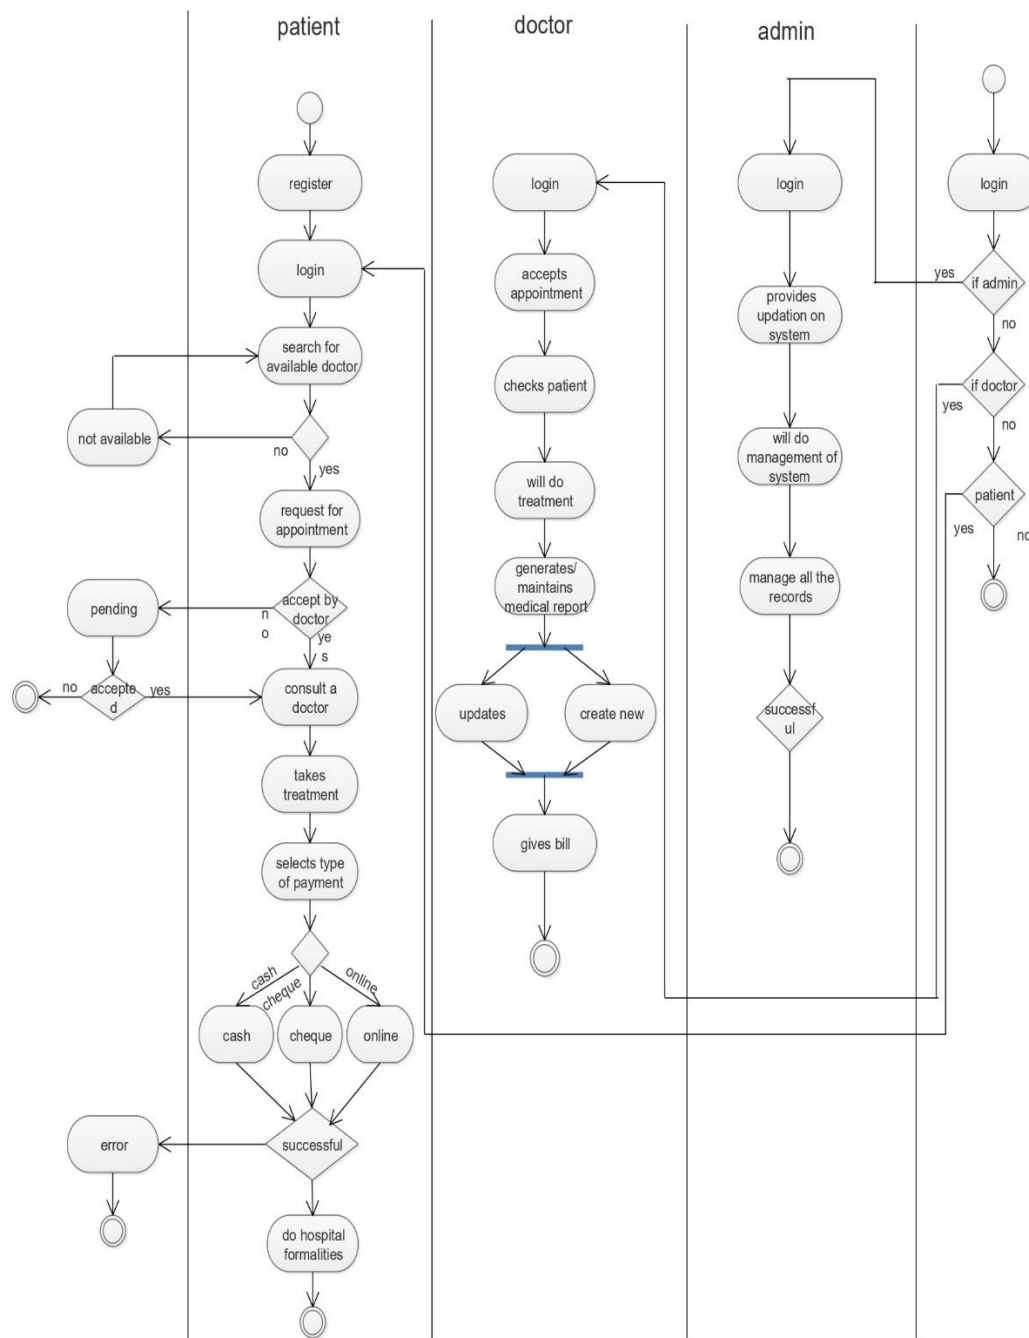 patient
doctor
admin
register
login
search for
available doctor
not available
no
yes
request for
appointment
pending
accept by
doctor
n
o
ye
s
no
accepte
d
yes
consult a
doctor
takes
treatment
selects type
of payment
cash
cheque
online
cash
cheque
online
error
successful
do hospital
formalities
login
accepts
appointment
checks patient
will do
treatment
generates/
maintains
medical report
updates
create new
gives bill
login
provides
updation on
system
will do
management of
system
manage all the
records
successf
ul
login
yes
if admin
no
if doctor
yes
no
patient
yes
no